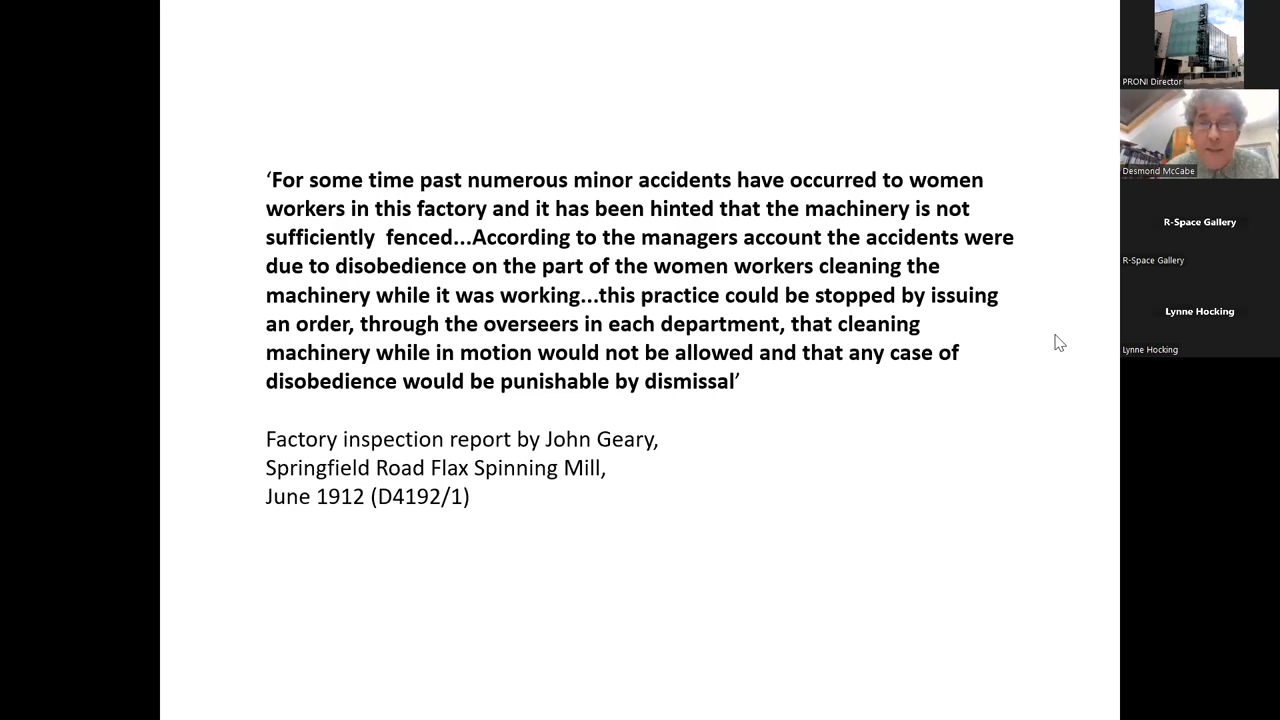 ‘For some time past numerous minor accidents have occurred to women
workers in this factory and it has been hinted that the machinery is not
sufficiently  fenced...According to the managers account the accidents were
due to disobedience on the part of the women workers cleaning the
machinery while it was working...this practice could be stopped by issuing
an order, through the overseers in each department, that cleaning
machinery while in motion would not be allowed and that any case of
disobedience would be punishable by dismissal’
Factory inspection report by John Geary,
Springfield Road Flax Spinning Mill,
June 1912 (D4192/1)
PRONI Director
Desmond McCabe
R-Space Gallery
R-Space Gallery
Lynne Hocking
Lynne Hocking